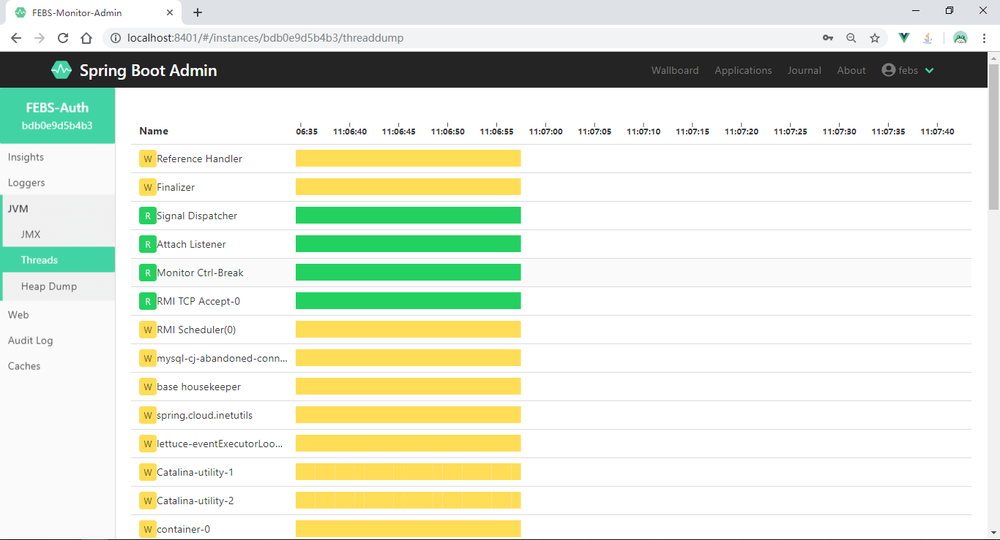 FEBS-Monitor-Admin
localhost:8401/#/instances/bdb0e9d5b4b3/threaddump
Spring Boot Admin
Wallboard Applications Journal About febs
FEBS-Auth
bdb0e9d5b4b3
Insights
Loggers
JVM
JMX
Threads
Heap Dump
Web
Audit Log
Caches
Name 06:35 11:06:40 11:06:45 11:06:50 11:06:55 11:07:00 11:07:05 11:07:10 11:07:15 11:07:20 11:07:25 11:07:30 11:07:35 11:07:40
W Reference Handler
W Finalizer
R Signal Dispatcher
R Attach Listener
R Monitor Ctrl-Break
R RMI TCP Accept-0
W RMI Scheduler(0)
W mysql-cj-abandoned-conn...
W base housekeeper
W spring.cloud.inetutils
W lettuce-eventExecutorLoo...
W Catalina-utility-1
W Catalina-utility-2
W container-0